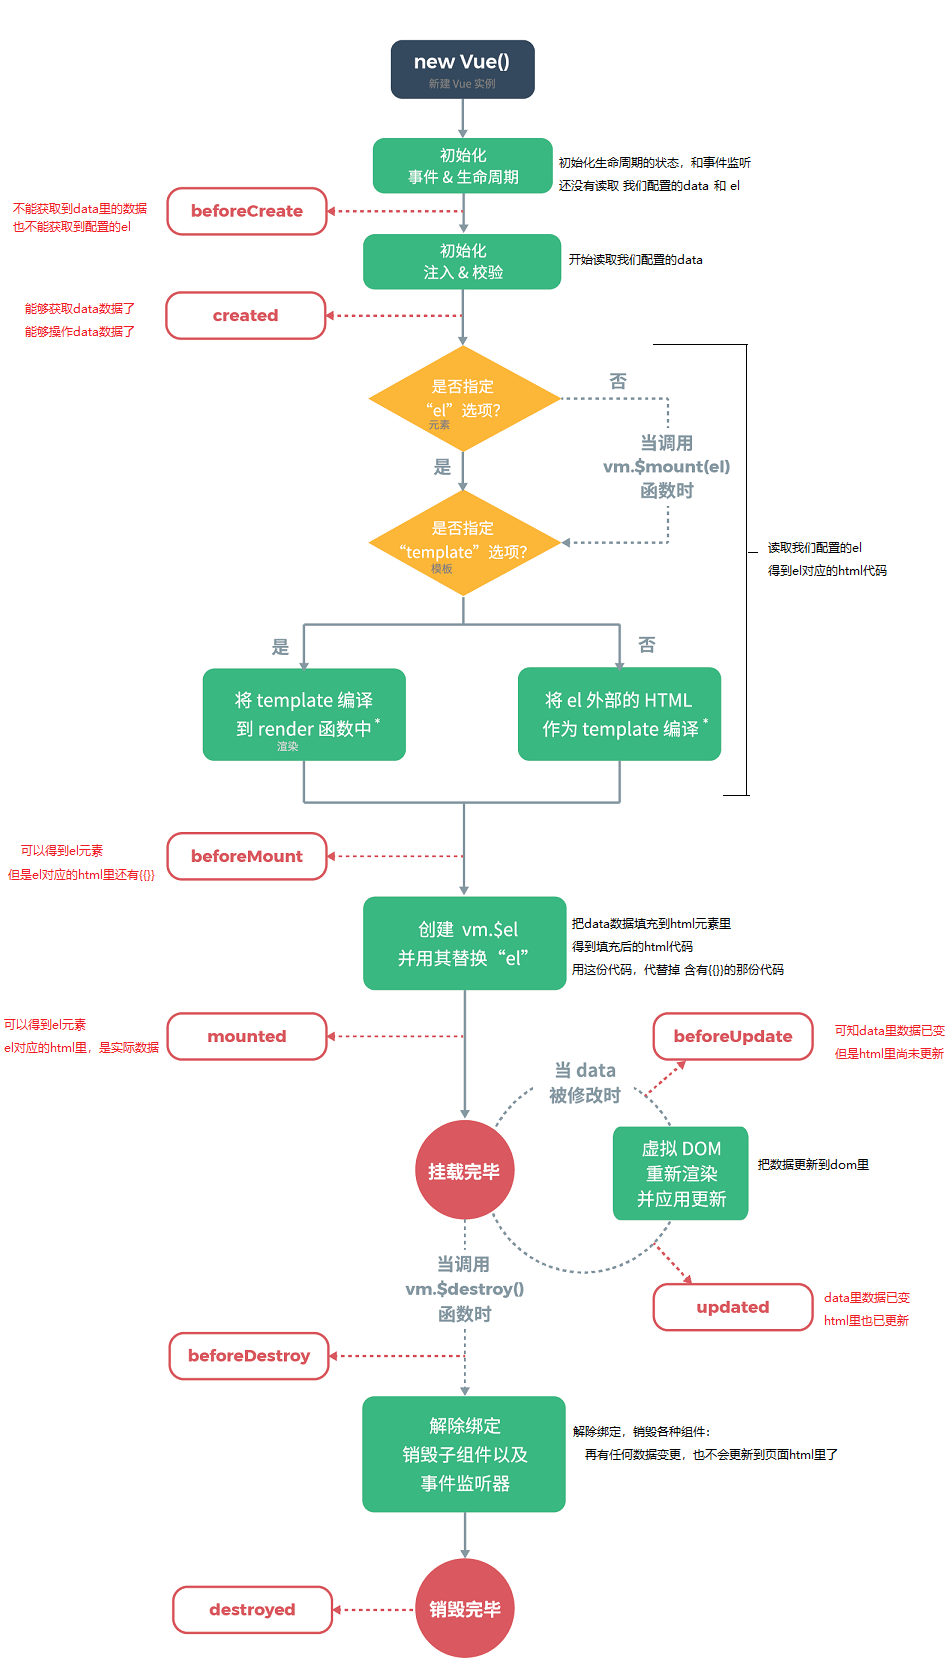 new Vue()
新建 Vue 实例
初始化
事件 & 生命周期
初始化生命周期的状态，和事件监听
还没有读取 我们配置的data 和 el
不能获取到data里的数据
也不能获取到配置的el
beforeCreate
初始化
注入 & 校验
开始读取我们配置的data
能够获取data数据了
能够操作data数据了
created
是否指定
“el”选项?
元素
否
当调用
vm.$mount(el)
函数时
是
是否指定
“template”选项?
模板
读取我们配置的el
得到el对应的html代码
是
否
将 template 编译
到 render 函数中*
渲染
将 el 外部的 HTML
作为 template 编译*
可以得到el元素
但是el对应的html里还有{{}}
beforeMount
创建 vm.$el
并用其替换“el”
把data数据填充到html元素里
得到填充后的html代码
用这份代码，代替掉 含有{{}}的那份代码
可以得到el元素
el对应的html里，是实际数据
mounted
beforeUpdate
可知data里数据已变
但是html里尚未更新
当 data
被修改时
挂载完毕
虚拟 DOM
重新渲染
并应用更新
把数据更新到dom里
当调用
vm.$destroy()
函数时
updated
data里数据已变
html里也已更新
beforeDestroy
解除绑定
销毁子组件以及
事件监听器
解除绑定，销毁各种组件：
再有任何数据变更，也不会更新到页面html里了
destroyed
销毁完毕